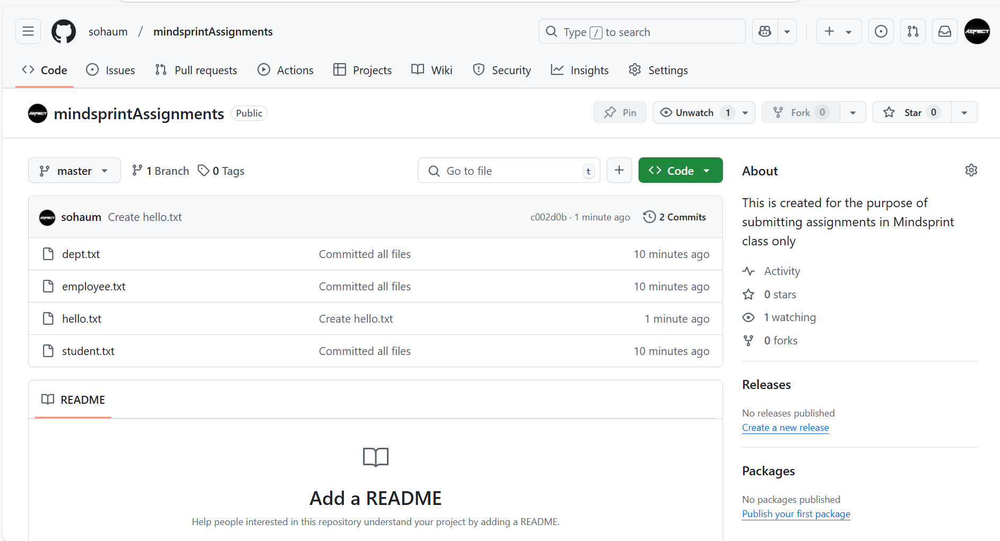 sohaum / mindsprintAssignments
Type / to search
Code Issues Pull requests Actions Projects Wiki Security Insights Settings
mindsprintAssignments Public
Pin Unwatch 1 Fork 0 Star 0
master 1 Branch 0 Tags
Go to file t
Code
sohaum Create hello.txt c002d0b · 1 minute ago 2 Commits
dept.txt Committed all files 10 minutes ago
employee.txt Committed all files 10 minutes ago
hello.txt Create hello.txt 1 minute ago
student.txt Committed all files 10 minutes ago
README
Add a README
Help people interested in this repository understand your project by adding a README.
About
This is created for the purpose of
submitting assignments in Mindsprint
class only
Activity
0 stars
1 watching
0 forks
Releases
No releases published
Create a new release
Packages
No packages published
Publish your first package